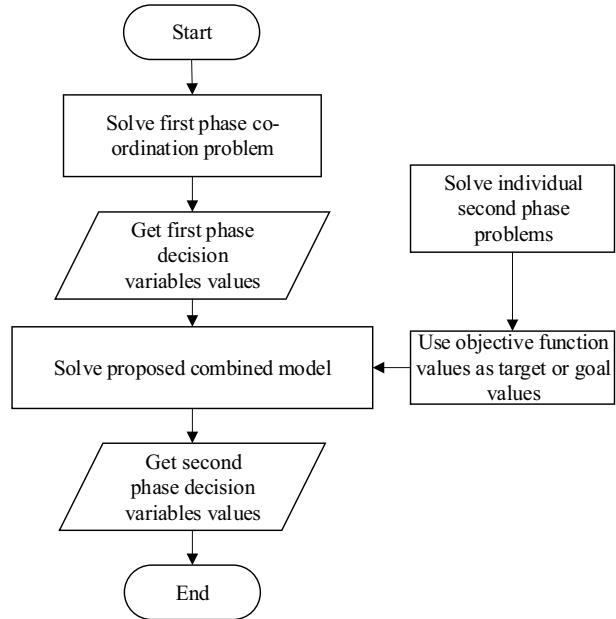 Start
Solve first phase co-
ordination problem
Get first phase
decision
variables values
Solve individual
second phase
problems
Use objective function
values as target or goal
values
Solve proposed combined model
Get second
phase decision
variables values
End